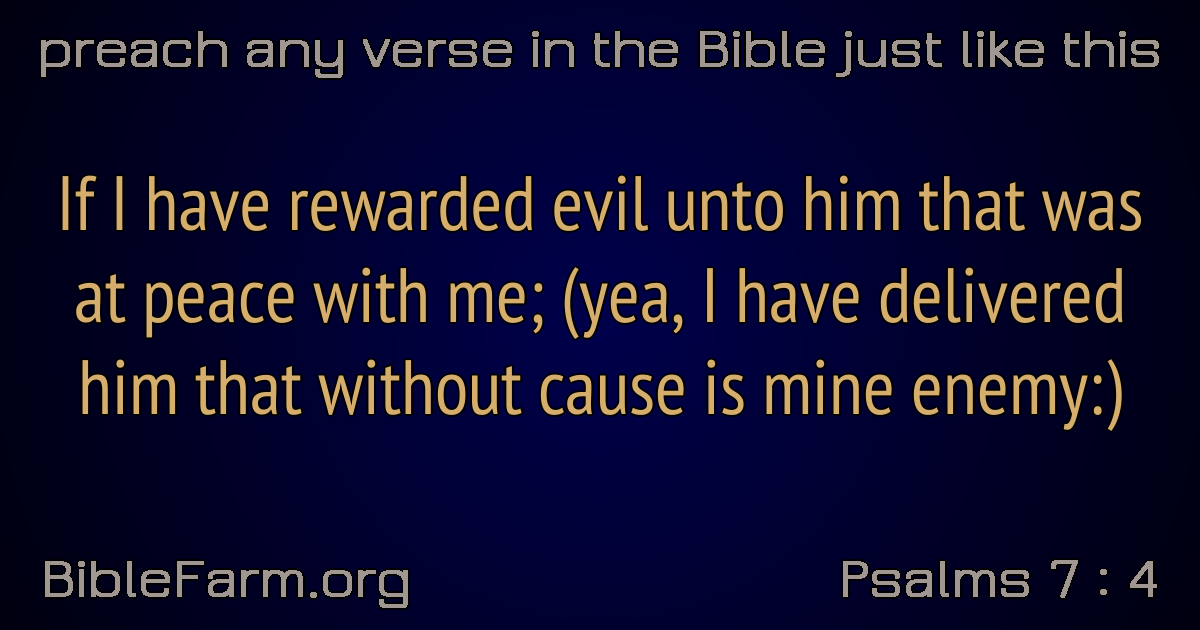 preach any verse in the Bible just like this
If I have rewarded evil unto him that was
at peace with me; (yea, I have delivered
him that without cause is mine enemy:)
BibleFarm.org
Psalms 7 : 4